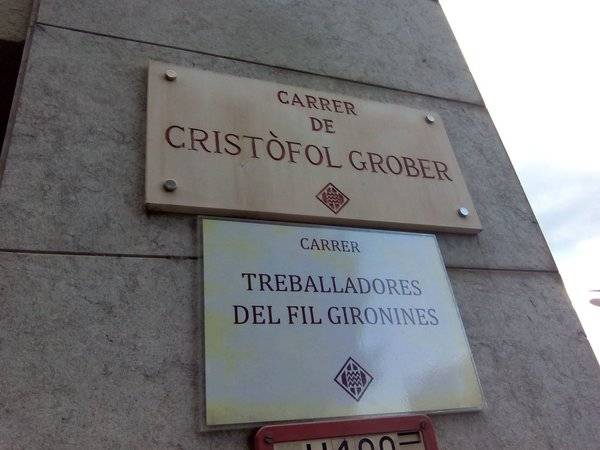 CARRER
DE
CRISTÒFOL GROBER
CARRER
TREBALLADORES
DEL FIL GIRONINES